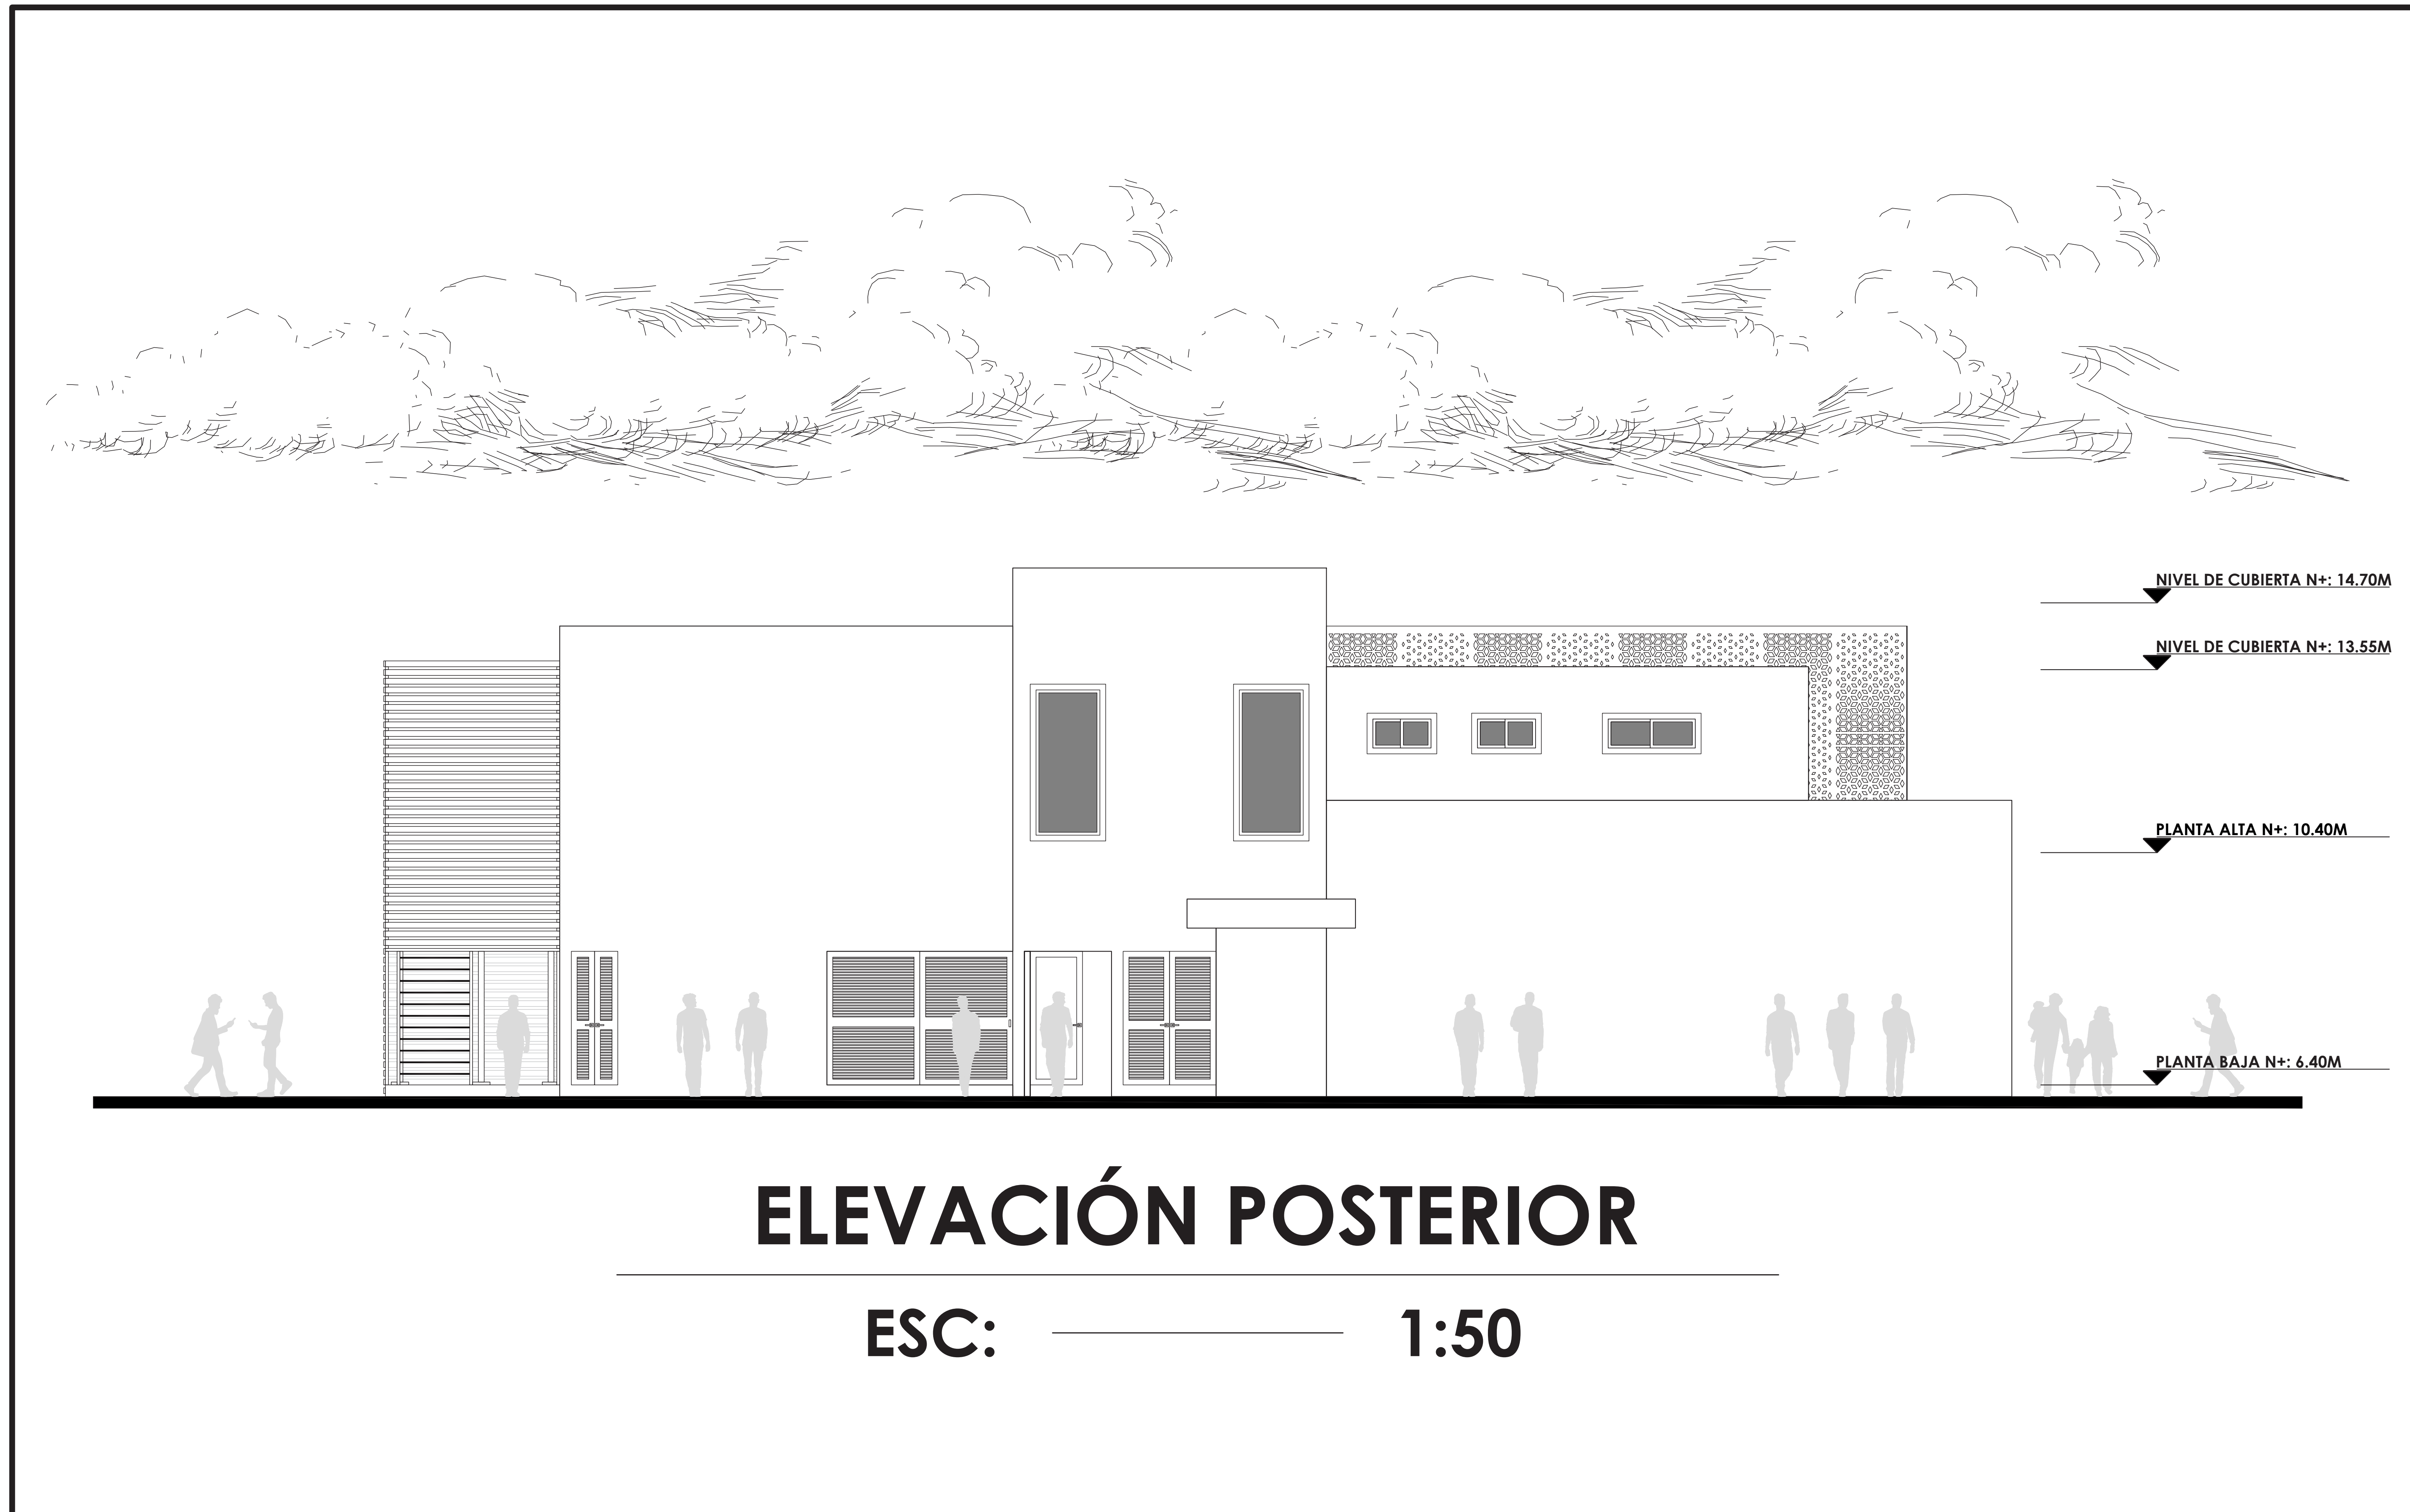 NIVEL DE CUBIERTA N+: 14.70M
NIVEL DE CUBIERTA N+: 13.55M
PLANTA ALTA N+: 10.40M
PLANTA BAJA N+: 6.40M
ELEVACIÓN POSTERIOR
ESC: 1:50